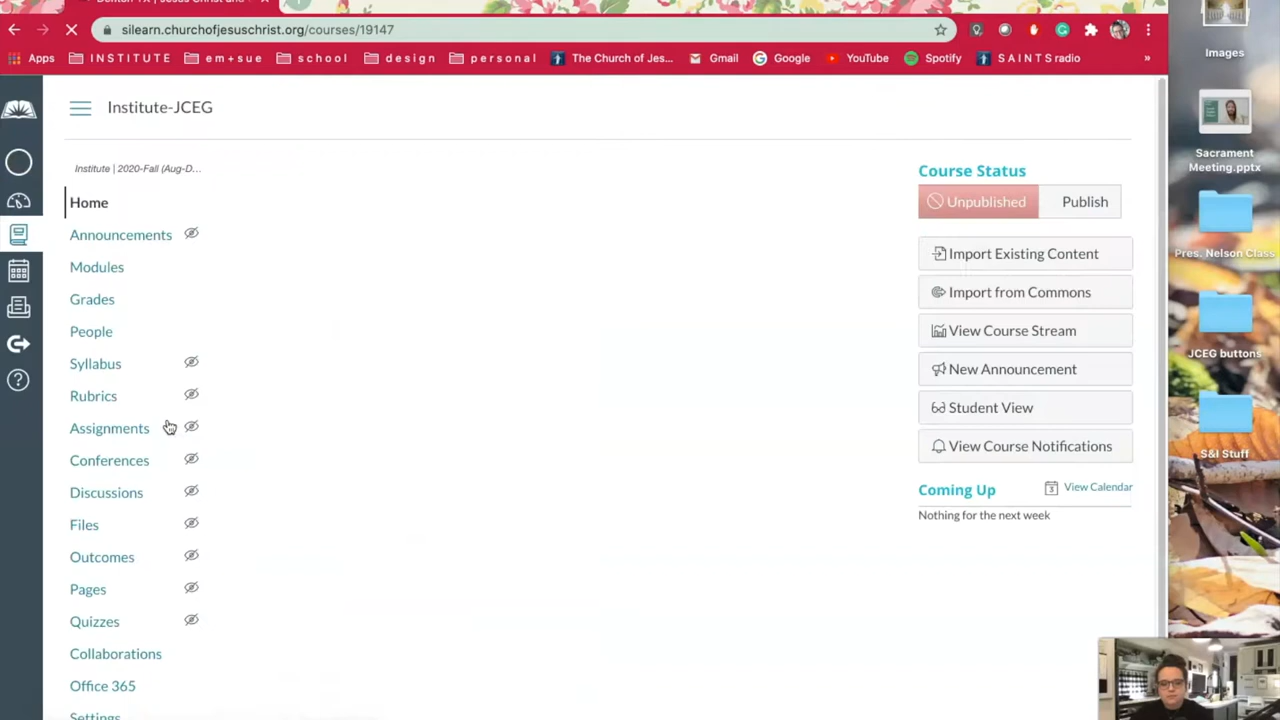 silearn.churchofjesuschrist.org/courses/19147
Apps INSTITUTE em+sue school design personal The Church of Jes... Gmail Google YouTube Spotify SAINTSradio »
Institute-JCEG
Institute | 2020-Fall (Aug-D...
Home
Announcements
Modules
Grades
People
Syllabus
Rubrics
Assignments
Conferences
Discussions
Files
Outcomes
Pages
Quizzes
Collaborations
Office 365
Settings
Course Status
Unpublished Publish
Import Existing Content
Import from Commons
View Course Stream
New Announcement
Student View
View Course Notifications
Coming Up View Calendar
Nothing for the next week
Images
Sacrament
Meeting.pptx
Pres. Nelson Class
JCEG buttons
S&I Stuff